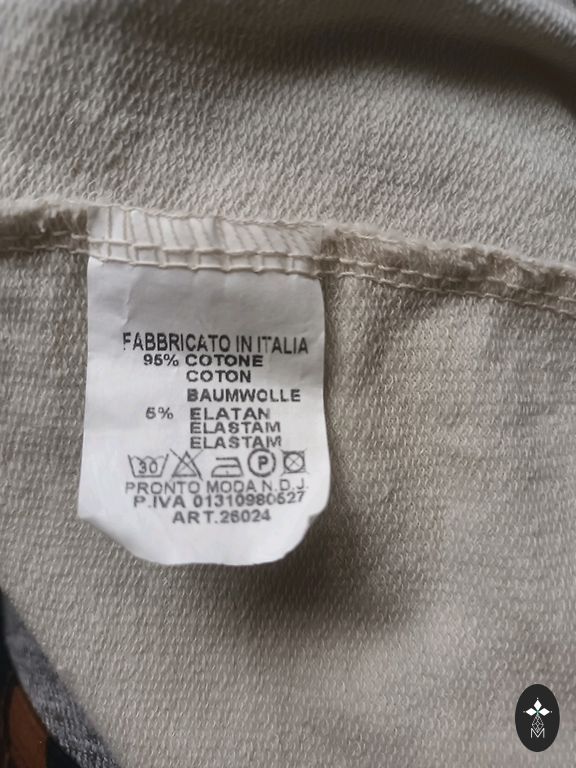 FABBRICATO IN ITALIA
95% COTONE
COTON
BAUMWOLLE
5% ELATAN
ELASTAM
ELASTAM
30 P
PRONTO MODA N.D.J.
P.IVA 01310980527
ART.26024
M